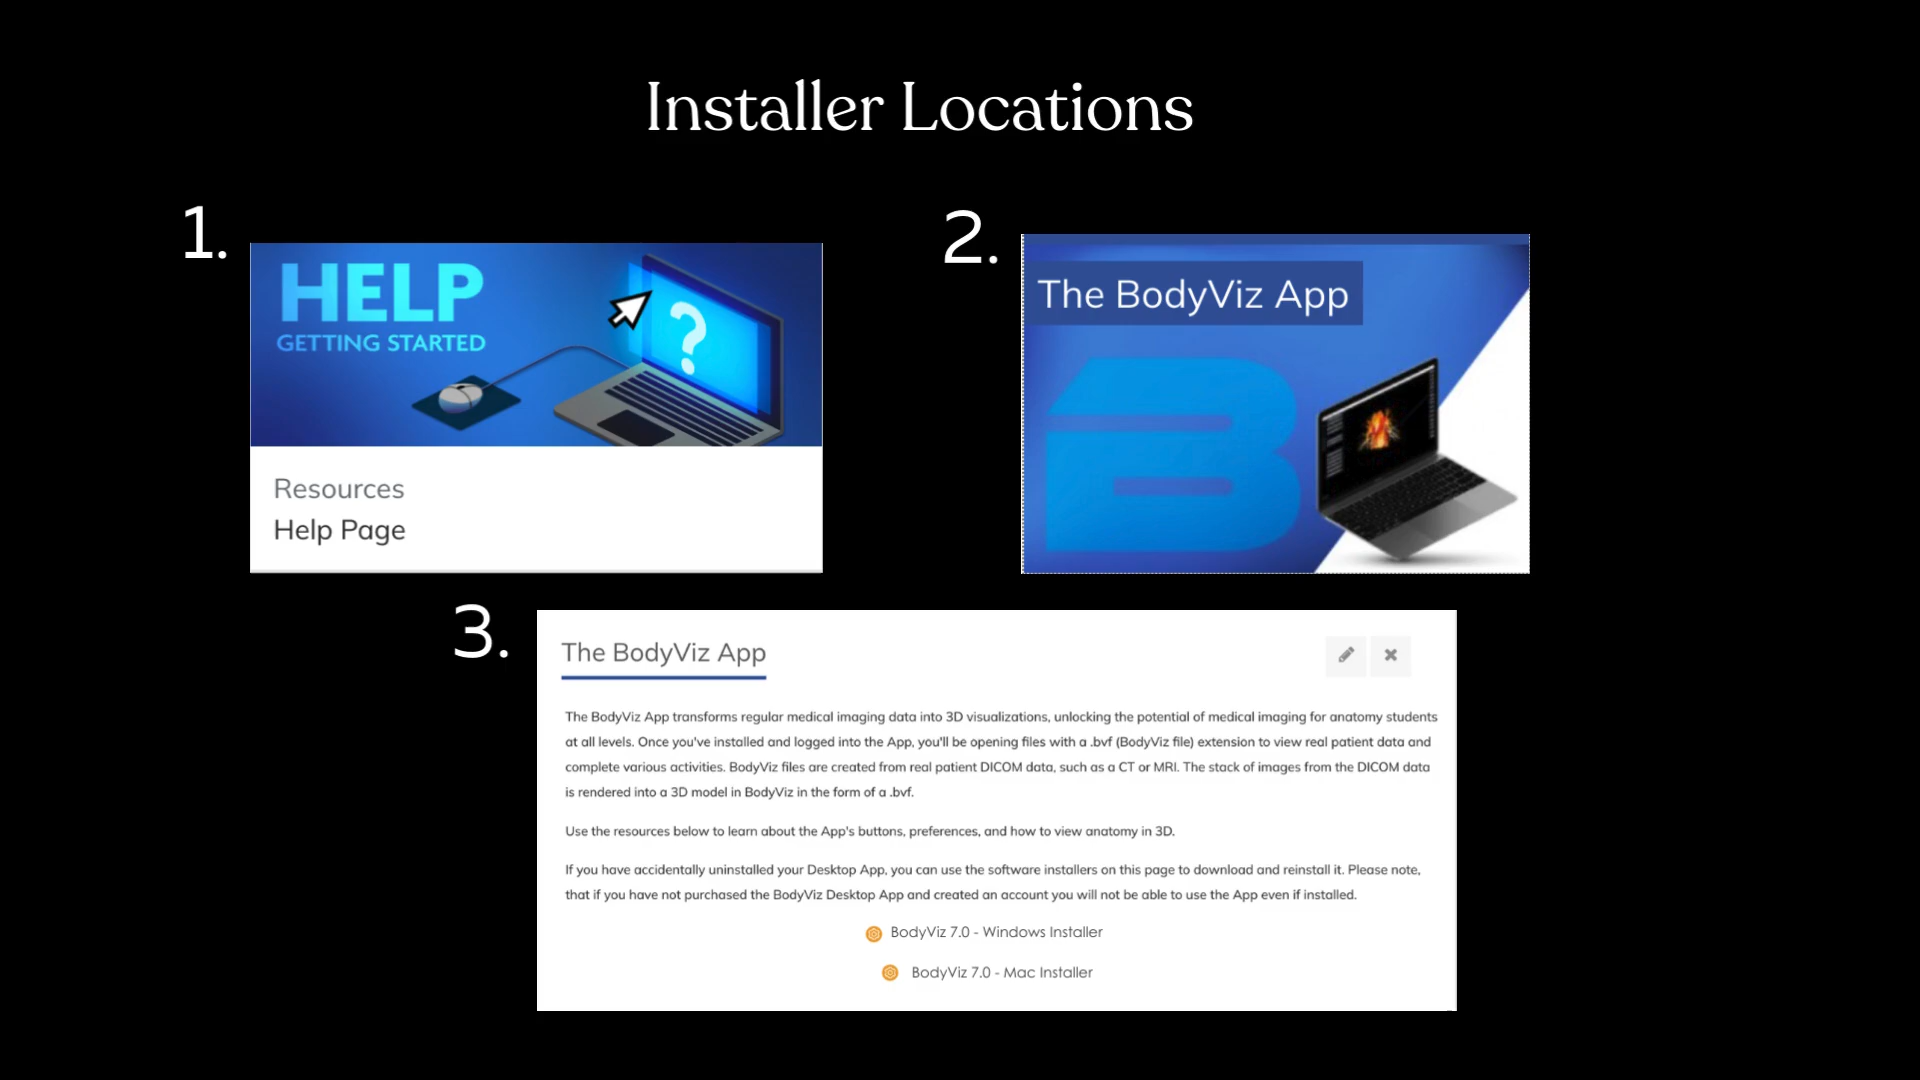 Installer Locations
1.
HELP
GETTING STARTED
?
Resources
Help Page
2.
The BodyViz App
B
3.
The BodyViz App
The BodyViz App transforms regular medical imaging data into 3D visualizations, unlocking the potential of medical imaging for anatomy students
at all levels. Once you've installed and logged into the App, you'll be opening files with a .bvf (BodyViz file) extension to view real patient data and
complete various activities. BodyViz files are created from real patient DICOM data, such as a CT or MRI. The stack of images from the DICOM data
is rendered into a 3D model in BodyViz in the form of a .bvf.
Use the resources below to learn about the App's buttons, preferences, and how to view anatomy in 3D.
If you have accidentally uninstalled your Desktop App, you can use the software installers on this page to download and reinstall it. Please note,
that if you have not purchased the BodyViz Desktop App and created an account you will not be able to use the App even if installed.
BodyViz 7.0 - Windows Installer
BodyViz 7.0 - Mac Installer